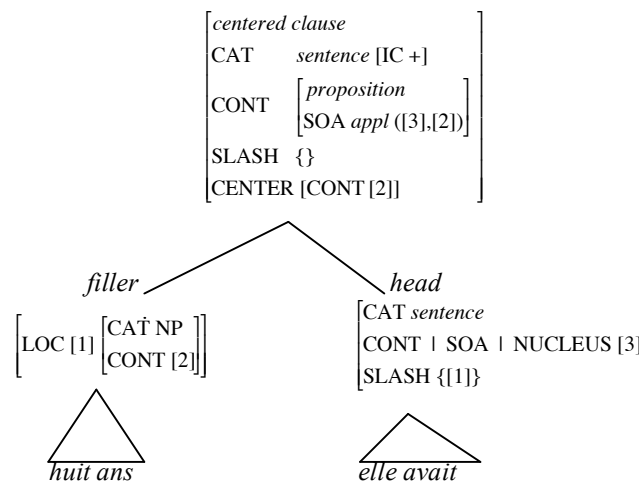 centered clause
CAT sentence [IC +]
CONT [proposition
SOA appl ([3],[2])]
SLASH {}
CENTER [CONT [2]]
filler
head
LOC [1] [CAT NP
CONT [2]]
CAT sentence
CONT | SOA | NUCLEUS [3]
SLASH {[1]}
huit ans
elle avait